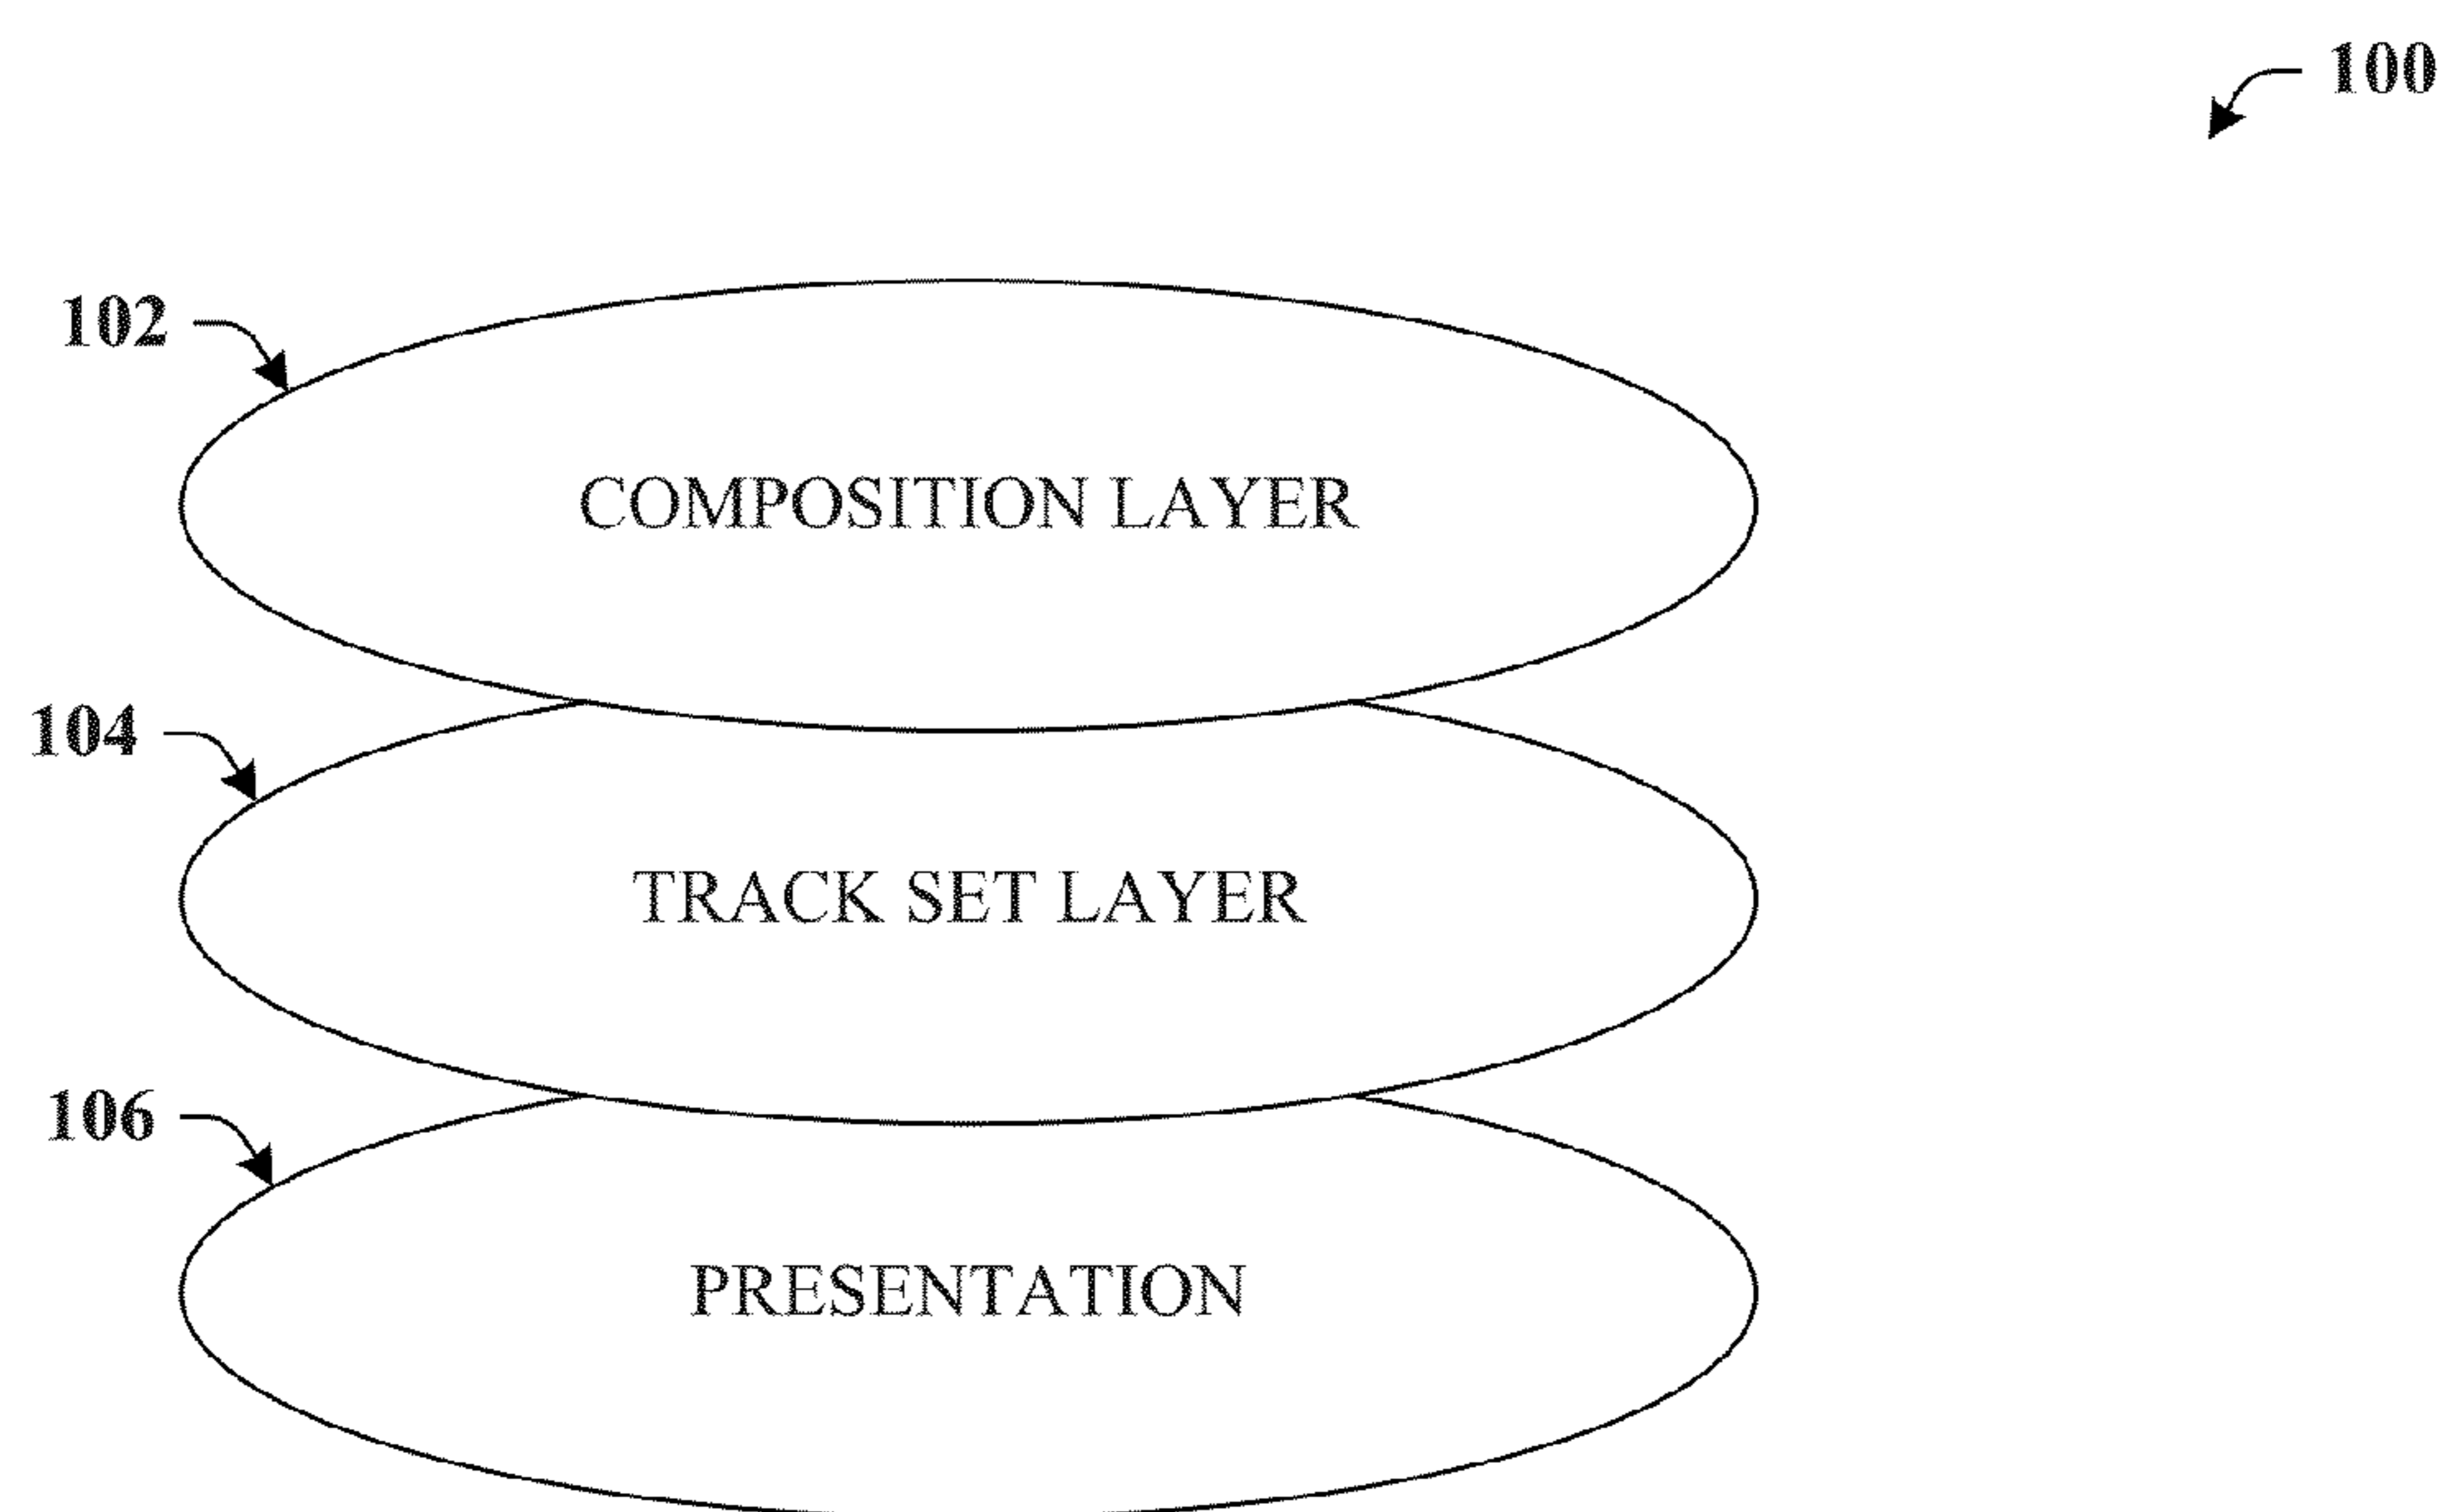 100
102
COMPOSITION LAYER
104
TRACK SET LAYER
106
PRESENTATION